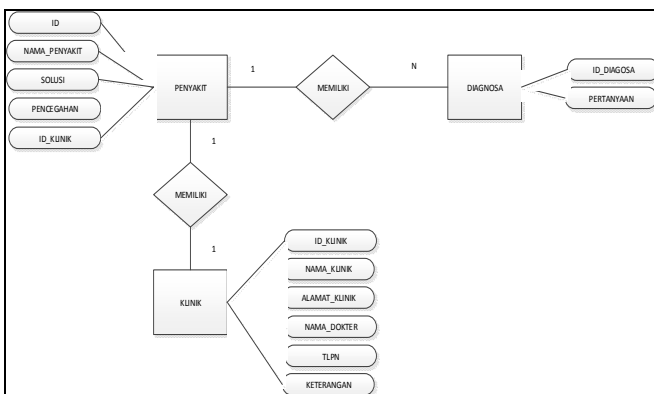 ID
NAMA_PENYAKIT
SOLUSI
PENCEGAHAN
ID_KLINIK
PENYAKIT
1
MEMILIKI
N
DIAGNOSA
ID_DIAGOSA
PERTANYAAN
1
MEMILIKI
1
KLINIK
ID_KLINIK
NAMA_KLINIK
ALAMAT_KLINIK
NAMA_DOKTER
TLPN
KETERANGAN